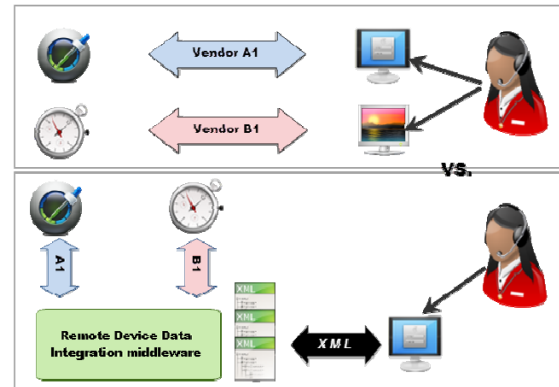 Vendor A1
Vendor B1
vs.
A1
B1
XML
XML
XML
Remote Device Data
Integration middleware
XML